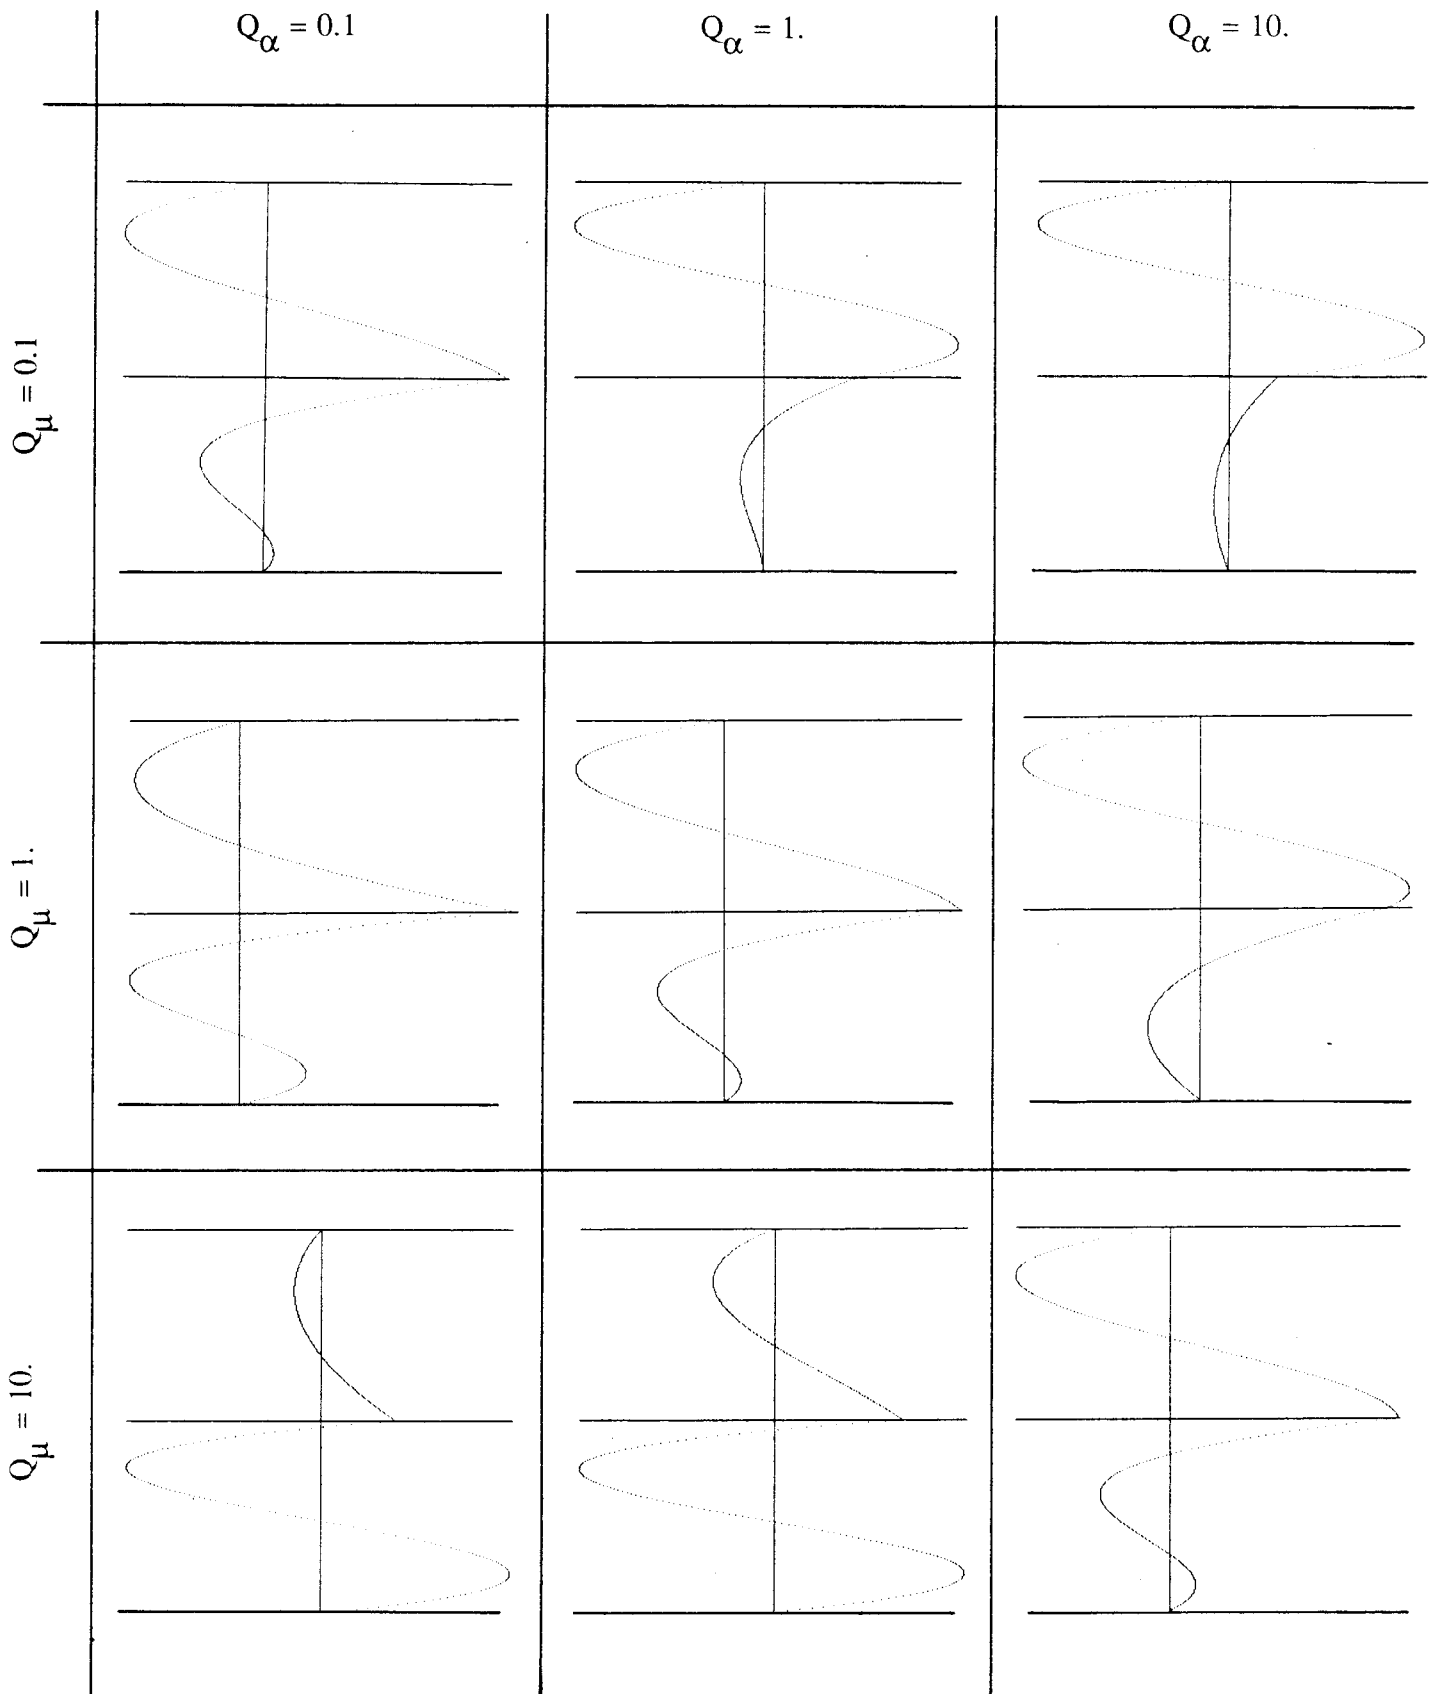 Qα = 0.1
Qα = 1.
Qα = 10.
Qμ = 0.1
Qμ = 1.
Qμ = 10.